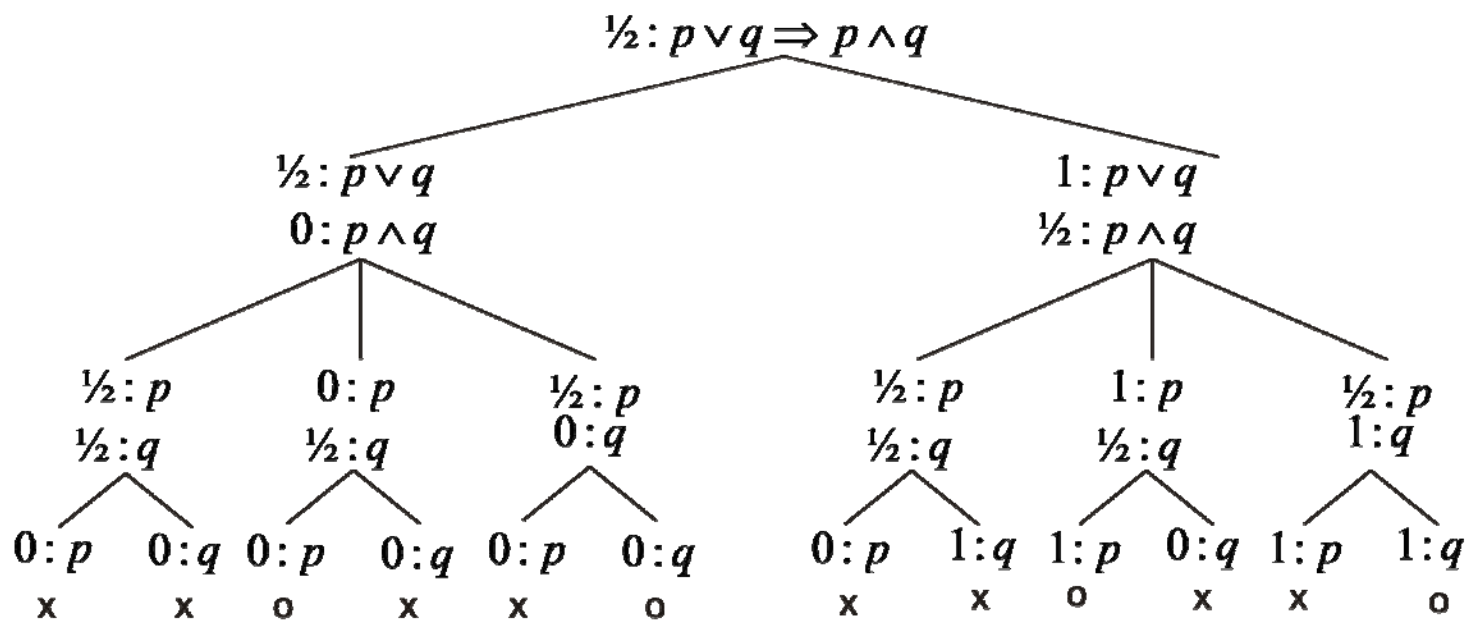 ½: p ∨ q ⇒ p ∧ q
½: p ∨ q 1: p ∨ q
0: p ∧ q ½: p ∧ q
½: p 0: p ½: p ½: p 1: p ½: p
½: q ½: q 0: q ½: q ½: q 1: q
0: p 0: q 0: p 0: q 0: p 0: q 0: p 1: q 1: p 0: q 1: p 1: q
x x o x x o x x o x x o